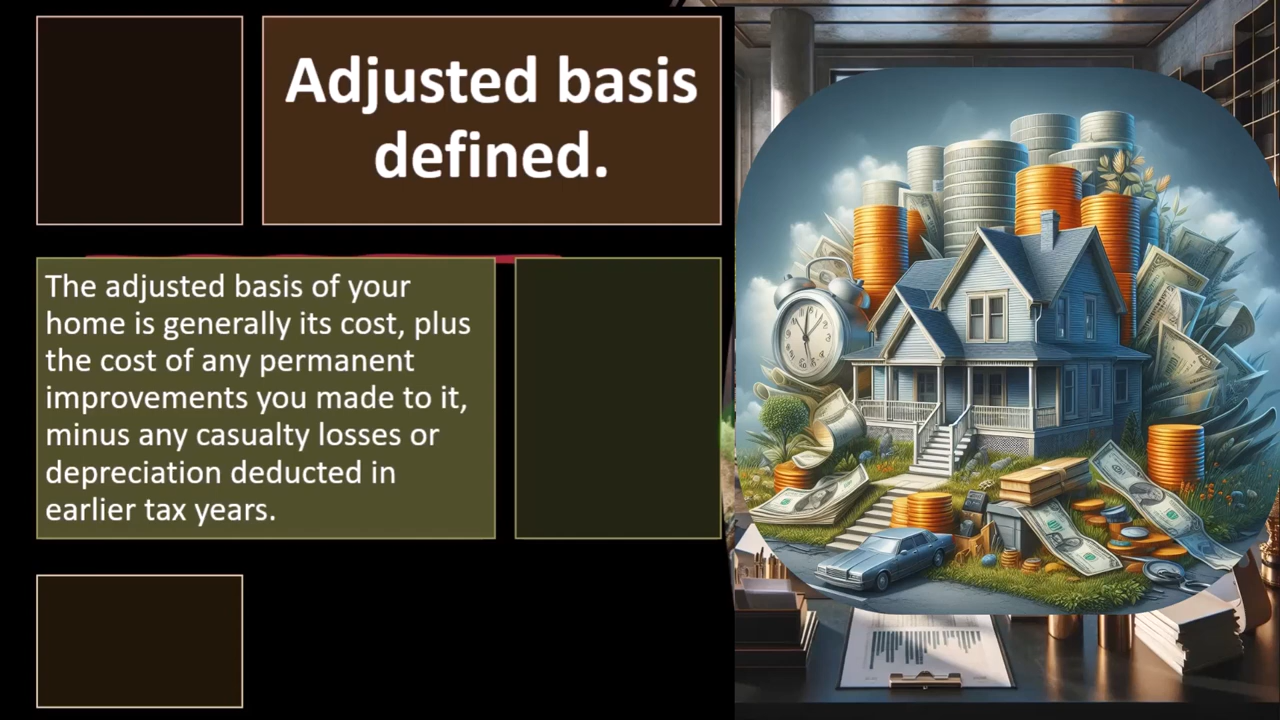 Adjusted basis
defined.
The adjusted basis of your
home is generally its cost, plus
the cost of any permanent
improvements you made to it,
minus any casualty losses or
depreciation deducted in
earlier tax years.